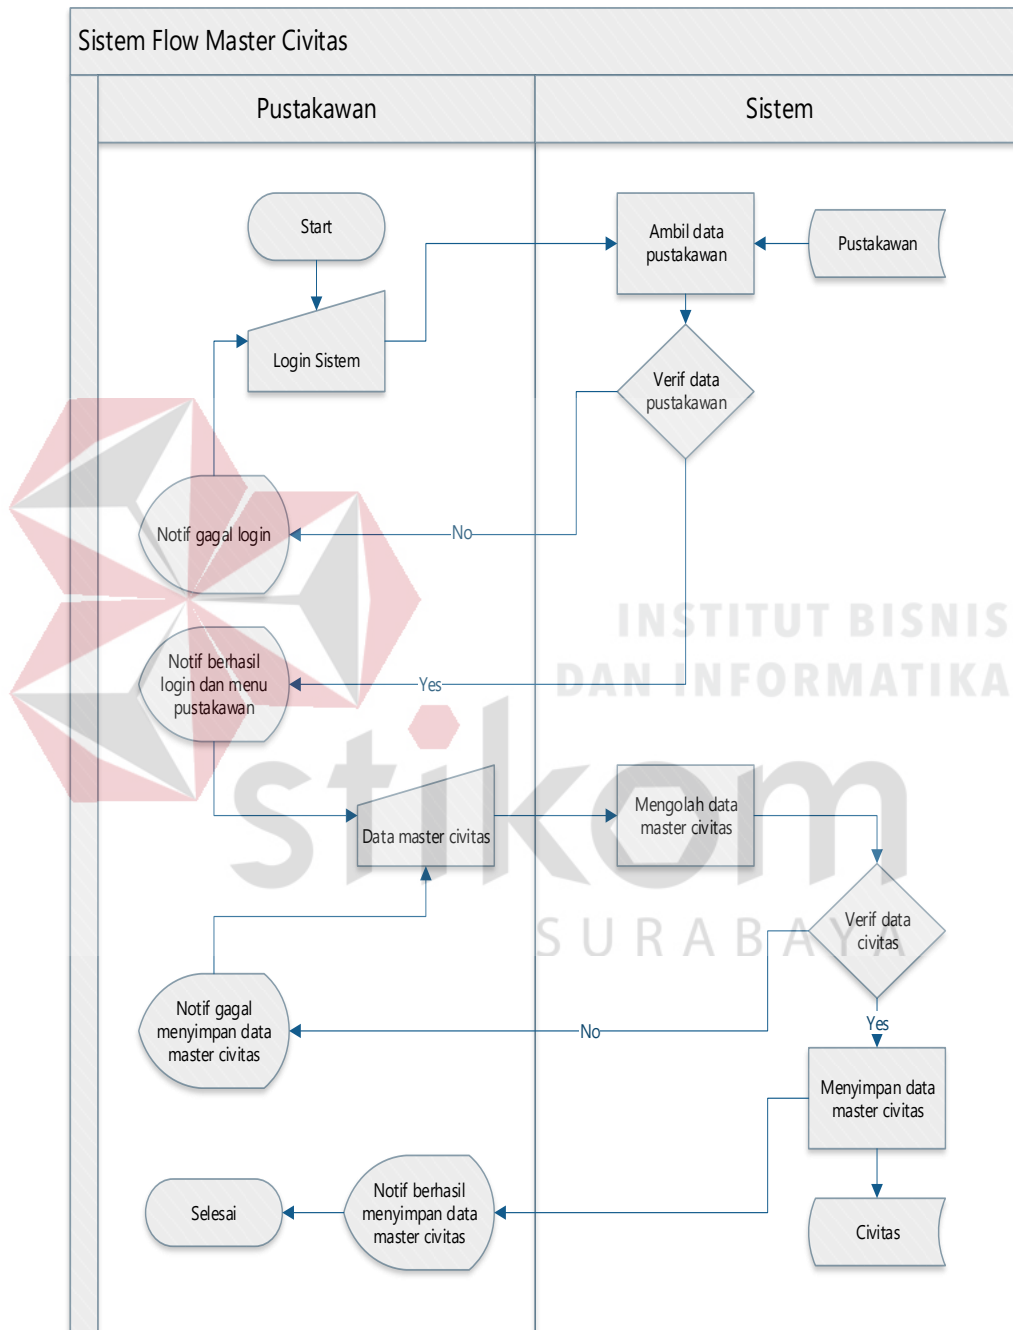 Sistem Flow Master Civitas
Pustakawan
Sistem
Start
Ambil data
pustakawan
Pustakawan
Login Sistem
Verif data
pustakawan
Notif gagal login
No
INSTITUT BISNIS
DAN INFORMATIKA
Notif berhasil
login dan menu
pustakawan
Yes
stikom
SURABAYA
Data master civitas
Mengolah data
master civitas
Verif data
civitas
Notif gagal
menyimpan data
master civitas
No
Yes
Menyimpan data
master civitas
Notif berhasil
menyimpan data
master civitas
Selesai
Civitas